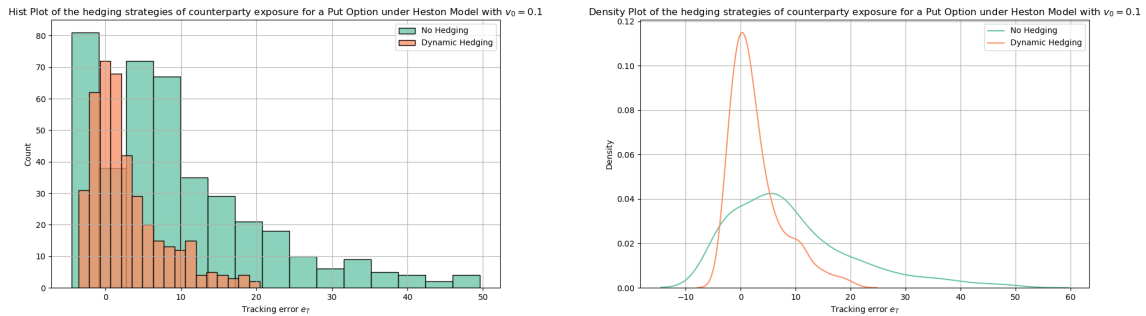 Hist Plot of the hedging strategies of counterparty exposure for a Put Option under Heston Model with v₀ = 0.1
80
70
60
50
40
30
20
10
0
Count
No Hedging
Dynamic Hedging
0 10 20 30 40 50
Tracking error e_T
Density Plot of the hedging strategies of counterparty exposure for a Put Option under Heston Model with v₀ = 0.1
0.12
0.10
0.08
0.06
0.04
0.02
0.00
Density
No Hedging
Dynamic Hedging
−10 0 10 20 30 40 50 60
Tracking error e_T